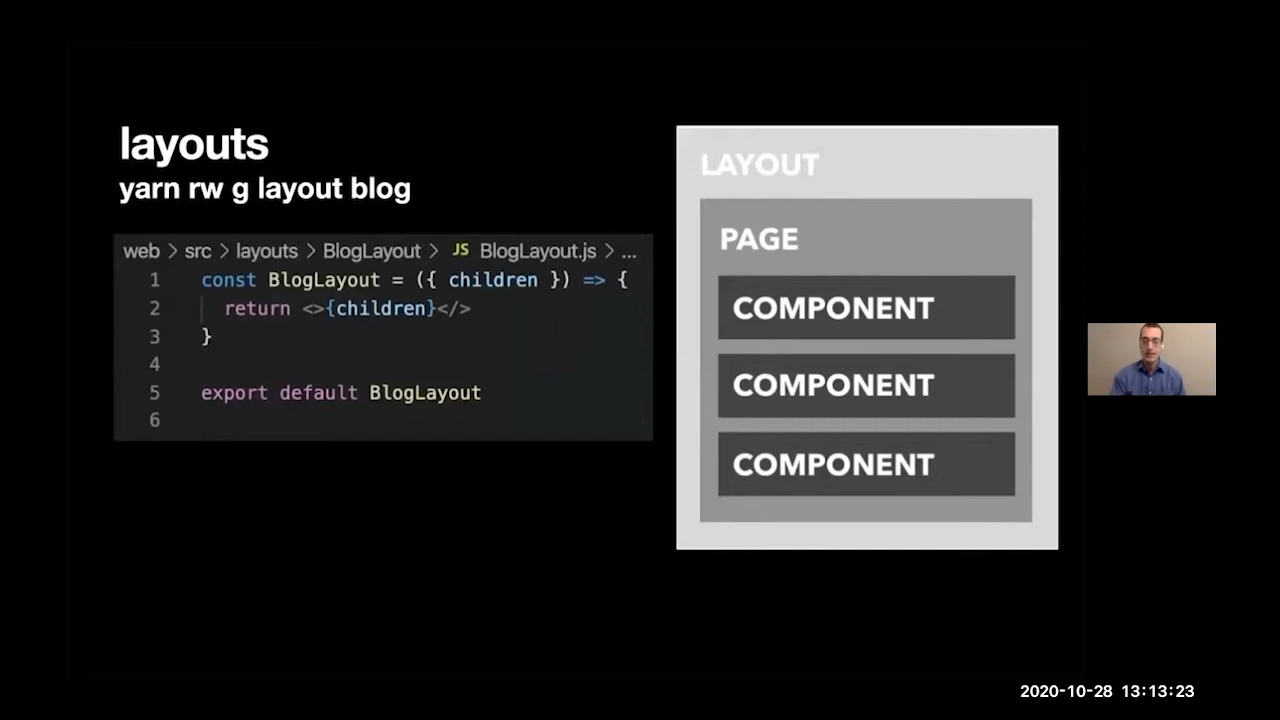 layouts
yarn rw g layout blog
web > src > layouts > BlogLayout > JS BlogLayout.js > ...
1 const BlogLayout = ({ children }) => {
2 return <>{children}</>
3 }
4
5 export default BlogLayout
6
LAYOUT
PAGE
COMPONENT
COMPONENT
COMPONENT
2020-10-28 13:13:23